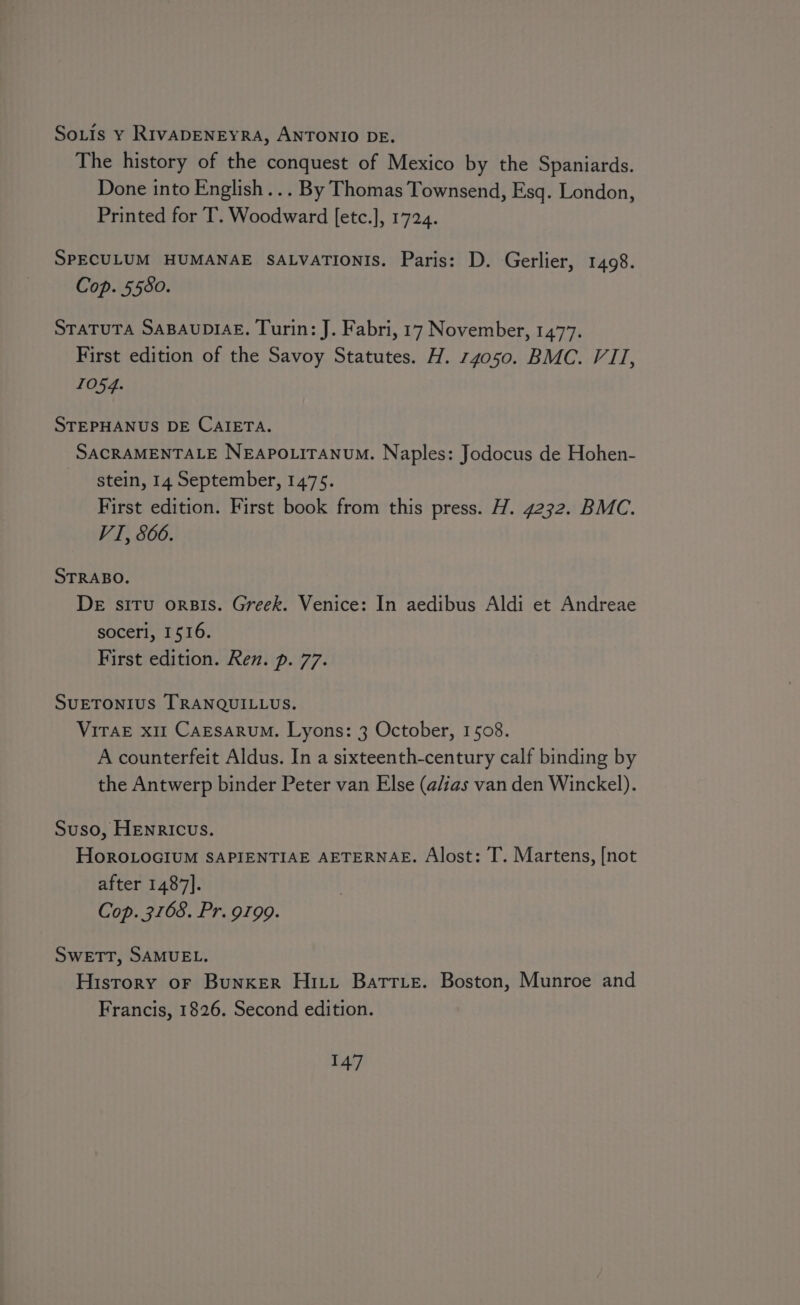 Solis y Rivadeneyra, Antonio de.
The history of the conquest of Mexico by the Spaniards.
Done into English... By Thomas Townsend, Esq. London,
Printed for T. Woodward [etc.], 1724.
Speculum humanae salvationis. Paris: D. Gerlier, 1498.
Cop. 5580.
Statuta Sabaudiae. Turin: J. Fabri, 17 November, 1477.
First edition of the Savoy Statutes. H. 14050. BMC. VII,
1054.
Stephanus de Caieta.
Sacramentale Neapolitanum. Naples: Jodocus de Hohen-
stein, 14 September, 1475.
First edition. First book from this press. H. 4232. BMC.
VI, 866.
Strabo.
De situ orbis. Greek. Venice: In aedibus Aldi et Andreae
soceri, 1516.
First edition. Ren. p. 77.
Suetonius Tranquillus.
Vitae xii Caesarum. Lyons: 3 October, 1508.
A counterfeit Aldus. In a sixteenth-century calf binding by
the Antwerp binder Peter van Else (alias van den Winckel).
Suso, Henricus.
Horologium sapientiae aeternae. Alost: T. Martens, [not
after 1487].
Cop. 3168. Pr. 9199.
Swett, Samuel.
History of Bunker Hill Battle. Boston, Munroe and
Francis, 1826. Second edition.
147